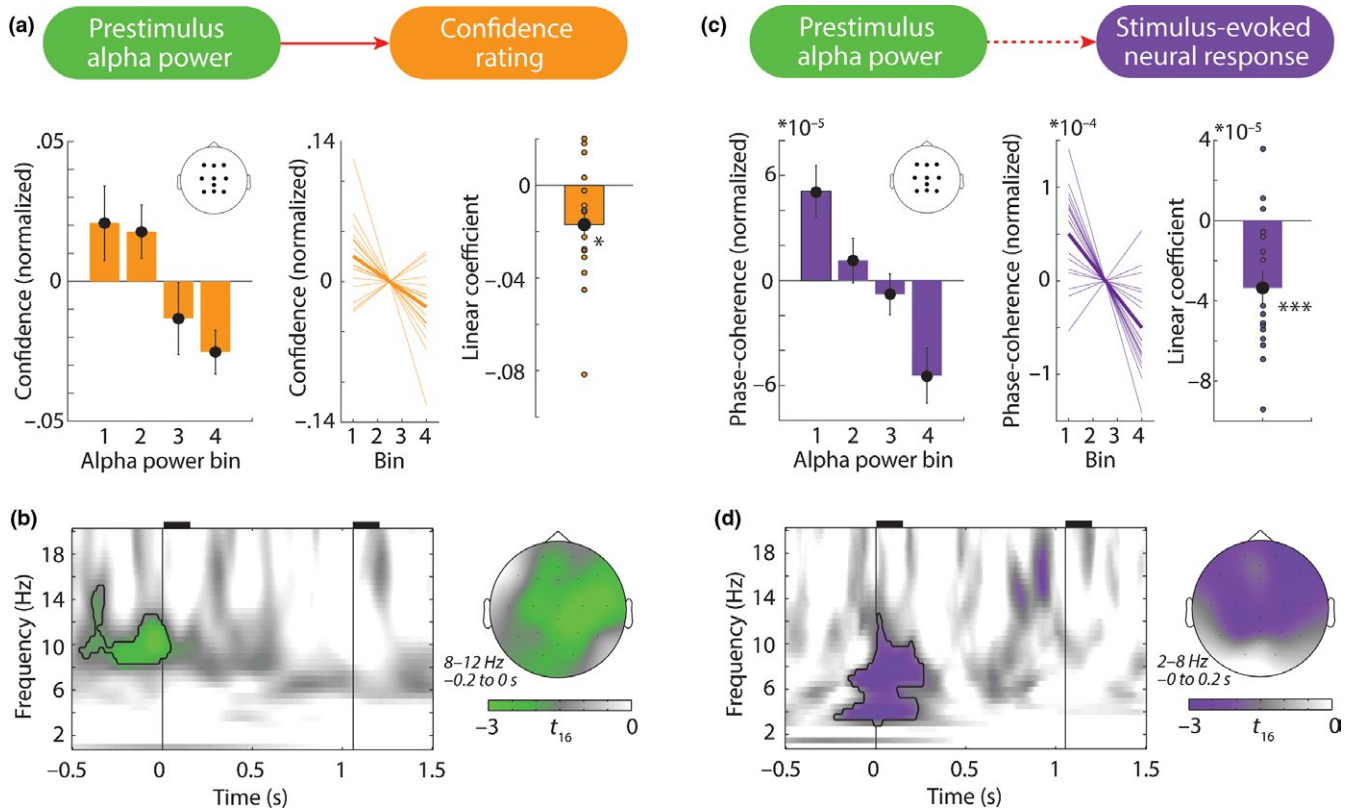 (a)
Prestimulus
alpha power
Confidence
rating
.05
0
−.05
Confidence (normalized)
1 2 3 4
Alpha power bin
.14
0
−.14
Confidence (normalized)
1 2 3 4
Bin
0
−.04
−.08
Linear coefficient
*
(c)
Prestimulus
alpha power
Stimulus-evoked
neural response
*10−5
5
0
−6
Phase-coherence (normalized)
1 2 3 4
Alpha power bin
*10−4
1
0
−1
Phase-coherence (normalized)
1 2 3 4
Bin
*10−5
4
0
−4
−8
Linear coefficient
***
(b)
18
14
10
6
2
Frequency (Hz)
−0.5 0 0.5 1 1.5
Time (s)
8–12 Hz
−0.2 to 0 s
−3 t16 0
(d)
18
14
10
6
2
Frequency (Hz)
−0.5 0 0.5 1 1.5
Time (s)
2–8 Hz
−0 to 0.2 s
−3 t16 0